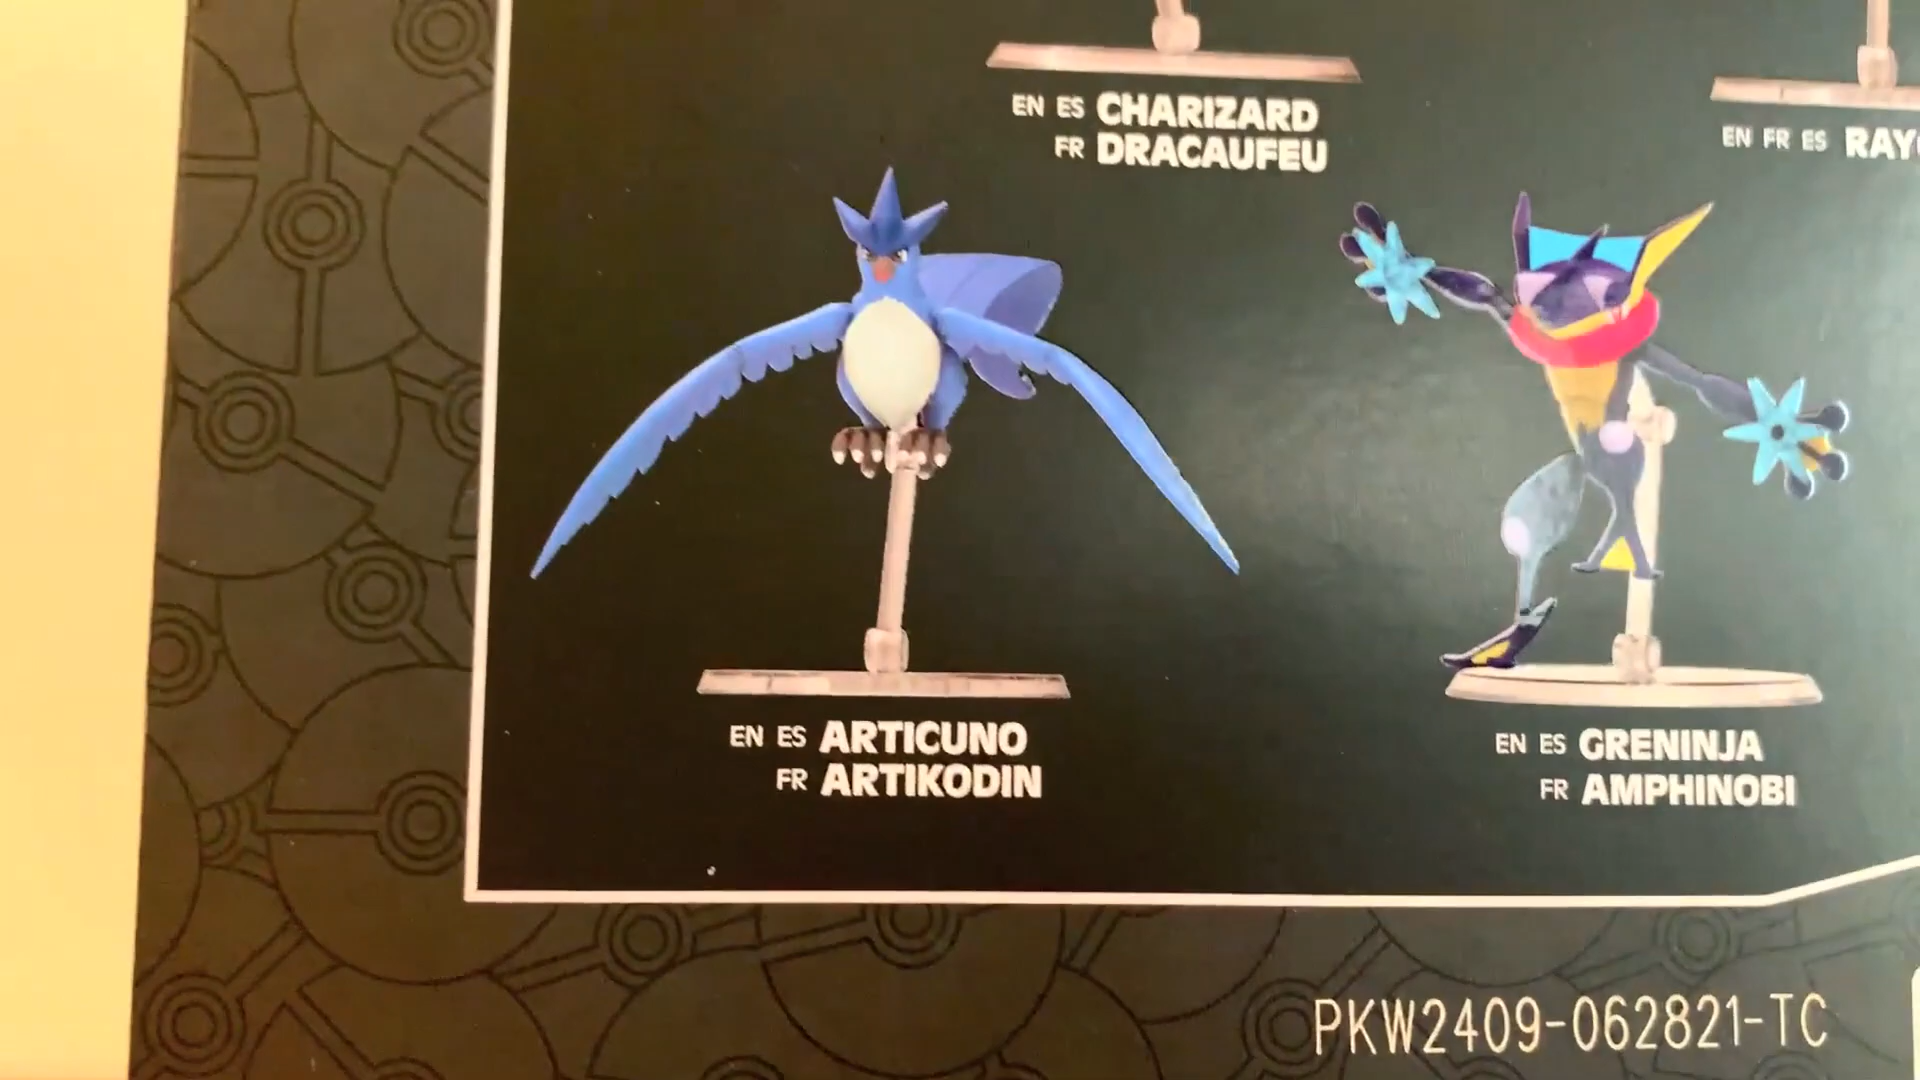 EN ES CHARIZARD
FR DRACAUFEU
EN FR ES
EN ES ARTICUNO
FR ARTIKODIN
EN ES GRENINJA
FR AMPHINOBI
PKW2409-062821-TC